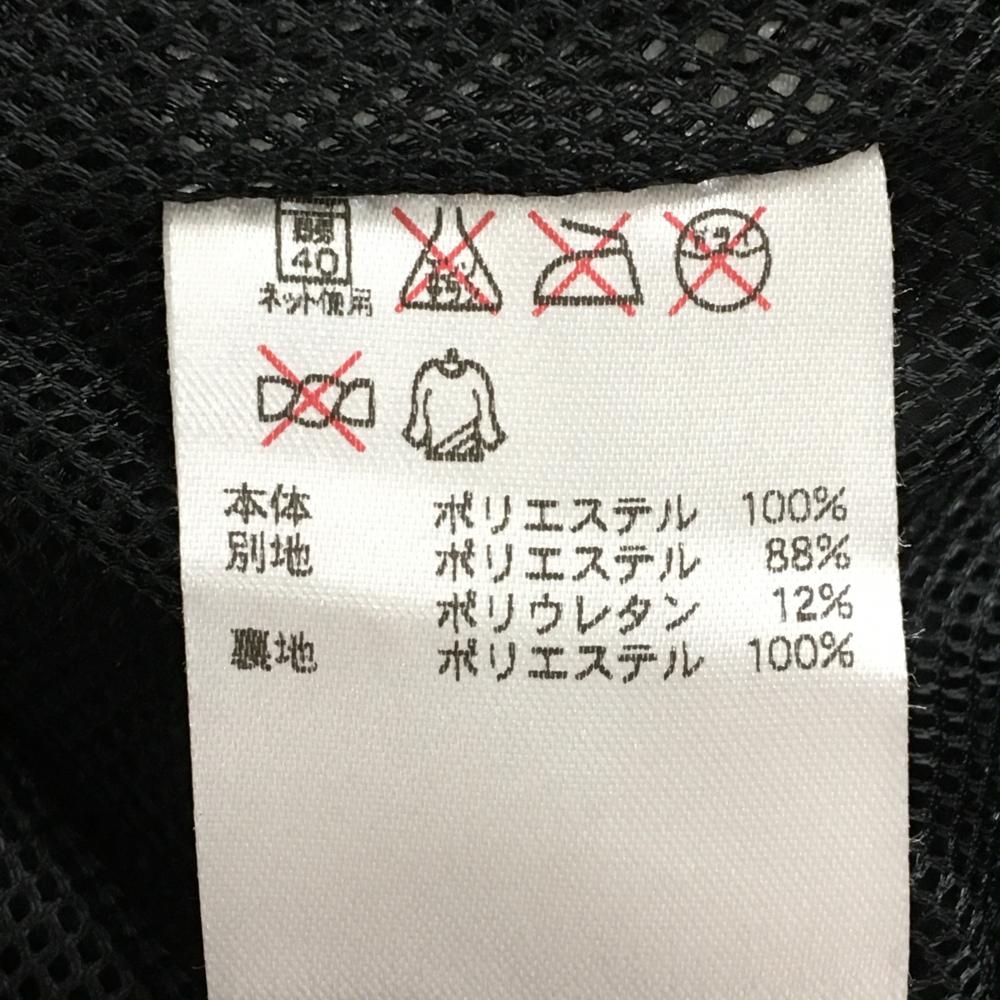 40
ネット使用
本体 ポリエステル 100%
別地 ポリエステル 88%
ポリウレタン 12%
裏地 ポリエステル 100%